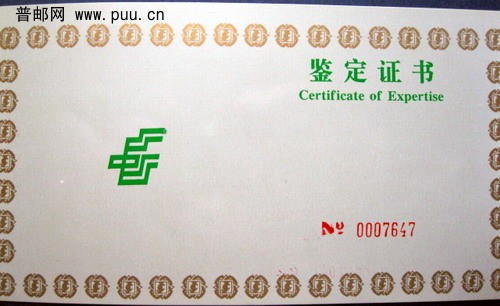 普邮网 www.puu.cn
鉴定证书
Certificate of Expertise
№ 0007647